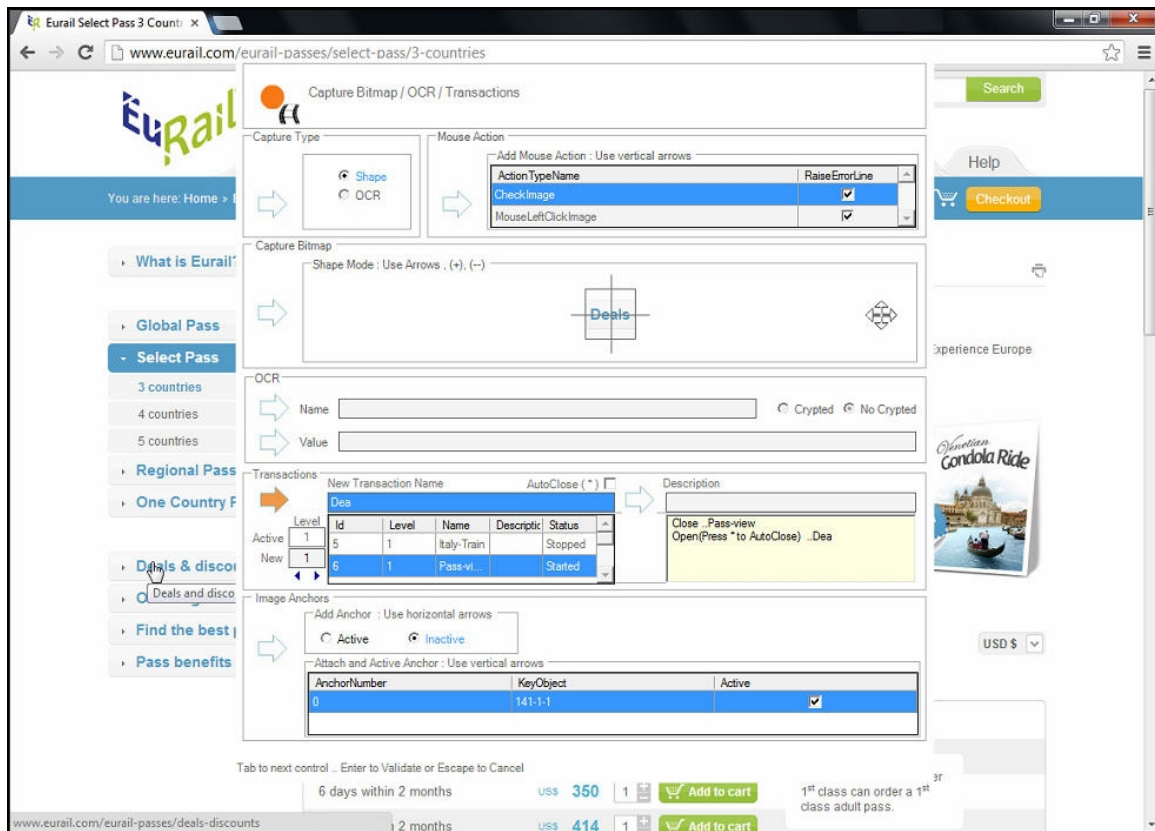 Eurail Select Pass 3 Count
www.eurail.com/eurail-passes/select-pass/3-countries
EuRail
Search
Help
You are here: Home »
Checkout
What is Eurail?
Global Pass
Select Pass
3 countries
4 countries
5 countries
Regional Pass
One Country
Deals & discou
Deals and disco
Find the best
Pass benefits
Capture Bitmap / OCR / Transactions
Capture Type
Shape
OCR
Mouse Action
Add Mouse Action : Use vertical arrows
ActionTypeName RaiseErrorLine
CheckImage
MouseLeftClickImage
Capture Bitmap
Shape Mode : Use Arrows , (+), (--)
Deals
OCR
Name
Crypted No Crypted
Value
Transactions
New Transaction Name AutoClose ( * )
Dea
Level
Active 1
New 1
Id Level Name Descriptic Status
5 1 Italy-Train Stopped
6 1 Pass-vi... Started
Description
Close ..Pass-view
Open(Press * to AutoClose) ..Dea
Image Anchors
Add Anchor : Use horizontal arrows
Active Inactive
Attach and Active Anchor : Use vertical arrows
AnchorNumber KeyObject Active
0 141-1-1
Tab to next control .. Enter to Validate or Escape to Cancel
Experience Europe
Venetian
Gondola Ride
USD $
6 days within 2 months US$ 350 1 Add to cart
2 months US$ 414 1 Add to cart
er
1st class can order a 1st
class adult pass.
www.eurail.com/eurail-passes/deals-discounts